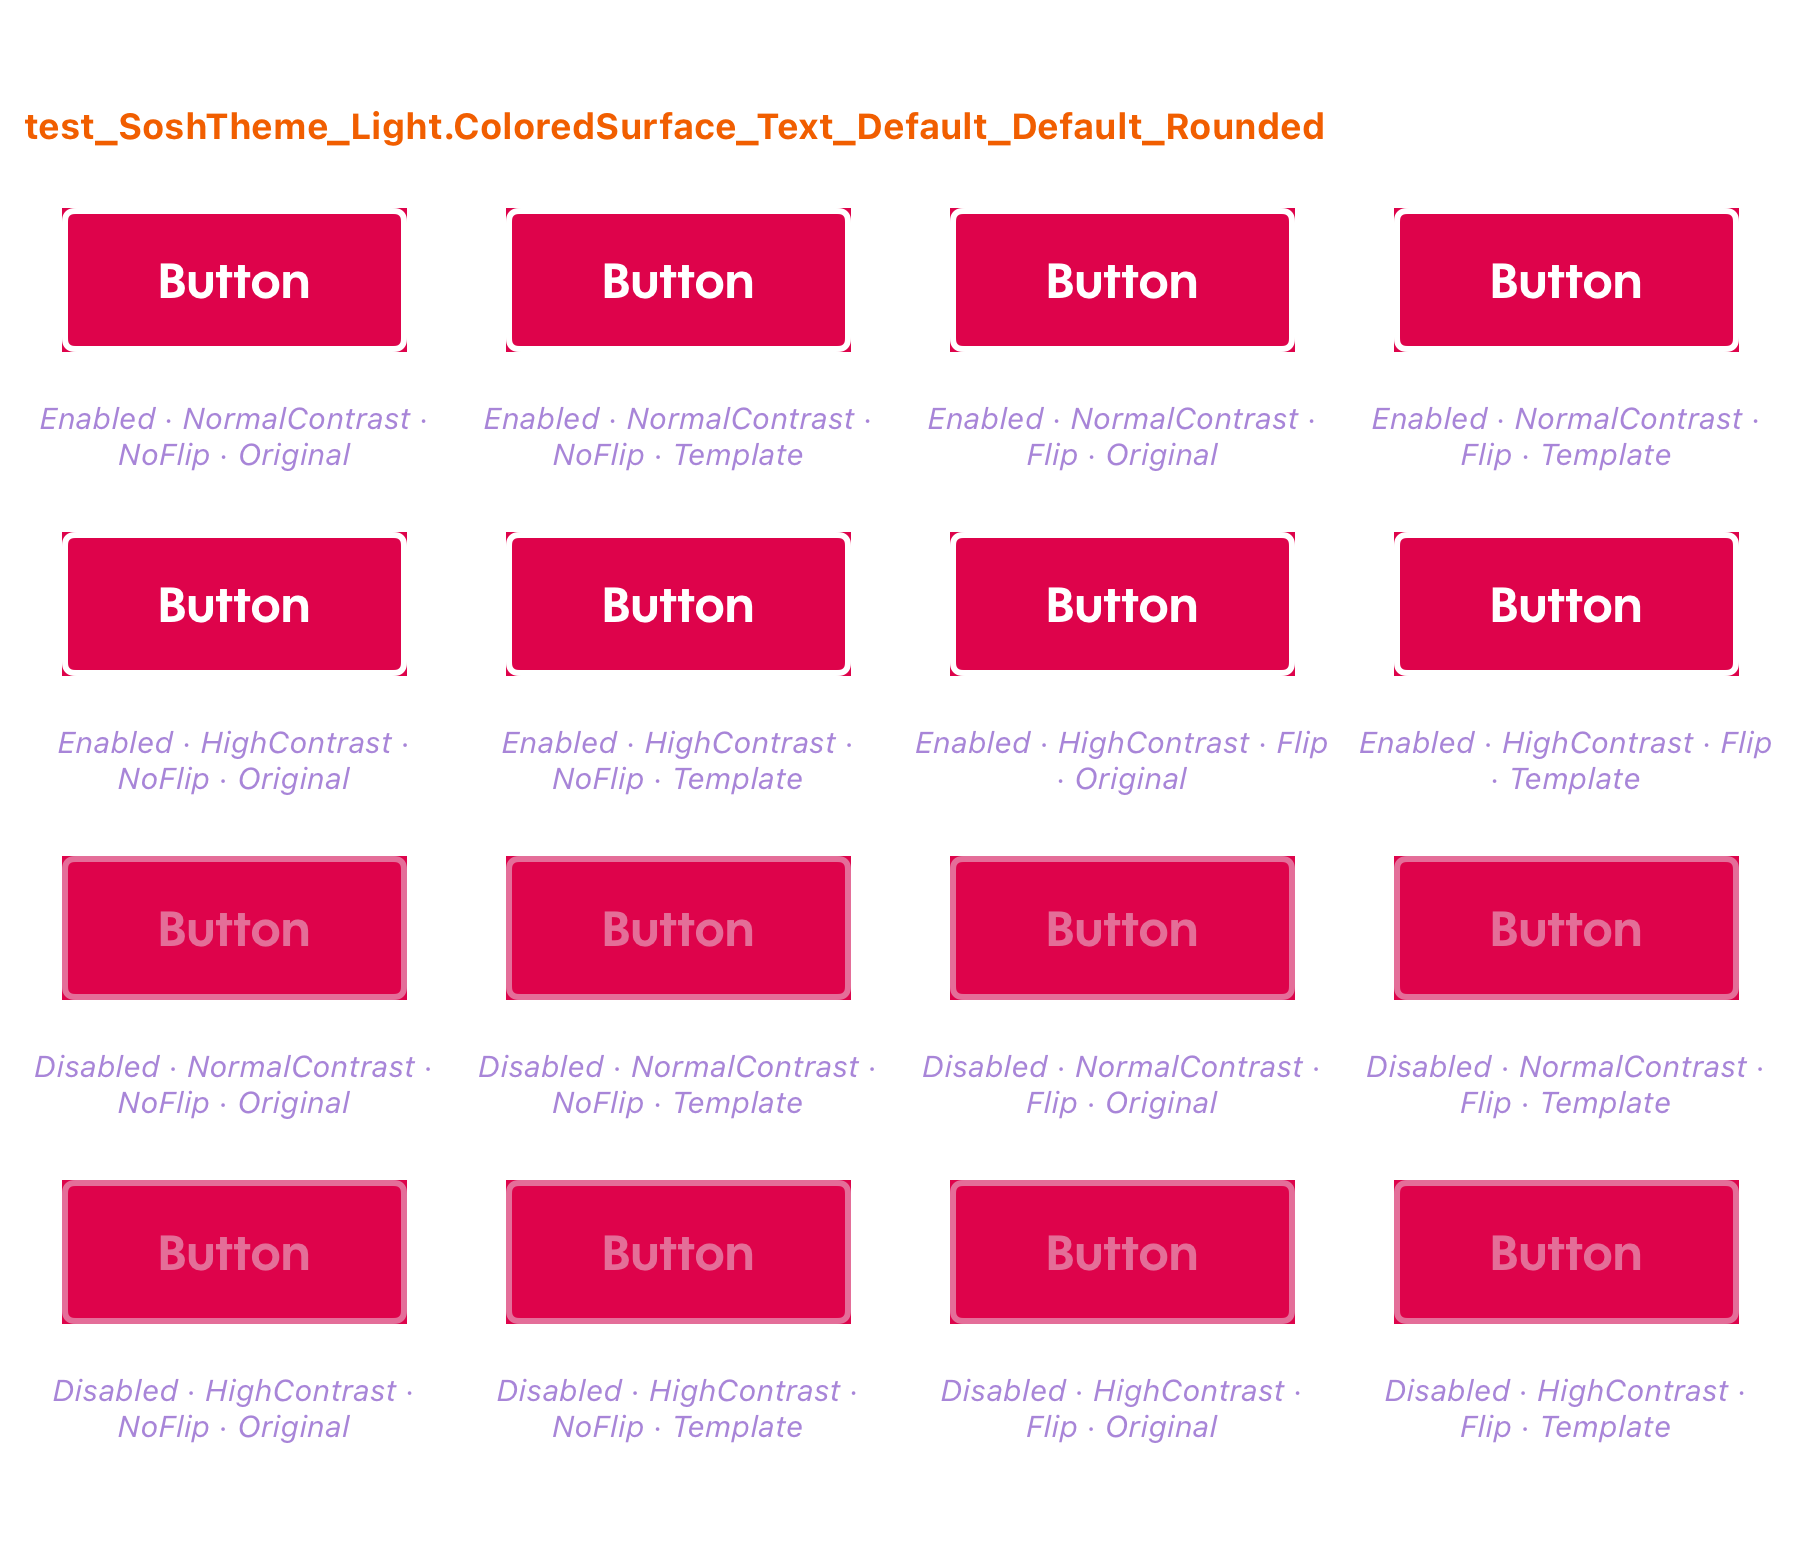 test_SoshTheme_Light.ColoredSurface_Text_Default_Default_Rounded
Button Button Button Button
Enabled · NormalContrast · Enabled · NormalContrast · Enabled · NormalContrast · Enabled · NormalContrast ·
NoFlip · Original NoFlip · Template Flip · Original Flip · Template
Button Button Button Button
Enabled · HighContrast · Enabled · HighContrast · Enabled · HighContrast · Flip Enabled · HighContrast · Flip
NoFlip · Original NoFlip · Template · Original · Template
Button Button Button Button
Disabled · NormalContrast · Disabled · NormalContrast · Disabled · NormalContrast · Disabled · NormalContrast ·
NoFlip · Original NoFlip · Template Flip · Original Flip · Template
Button Button Button Button
Disabled · HighContrast · Disabled · HighContrast · Disabled · HighContrast · Disabled · HighContrast ·
NoFlip · Original NoFlip · Template Flip · Original Flip · Template